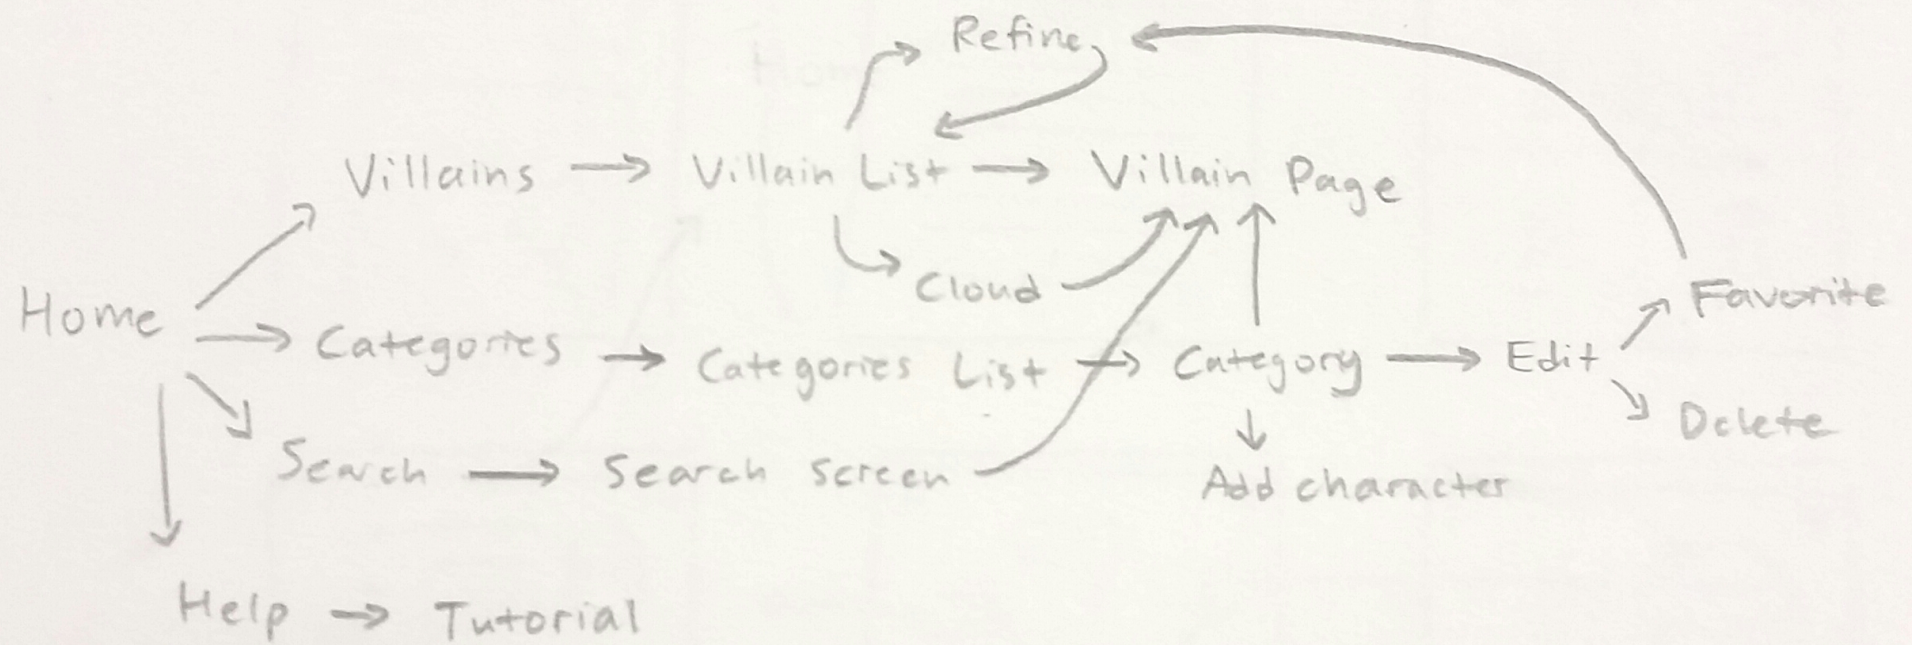 Refine
Villains
Villain List
Villain Page
Cloud
Favorite
Home
Categories
Categories List
Category
Edit
Delete
Search
Search screen
Add character
Help
Tutorial